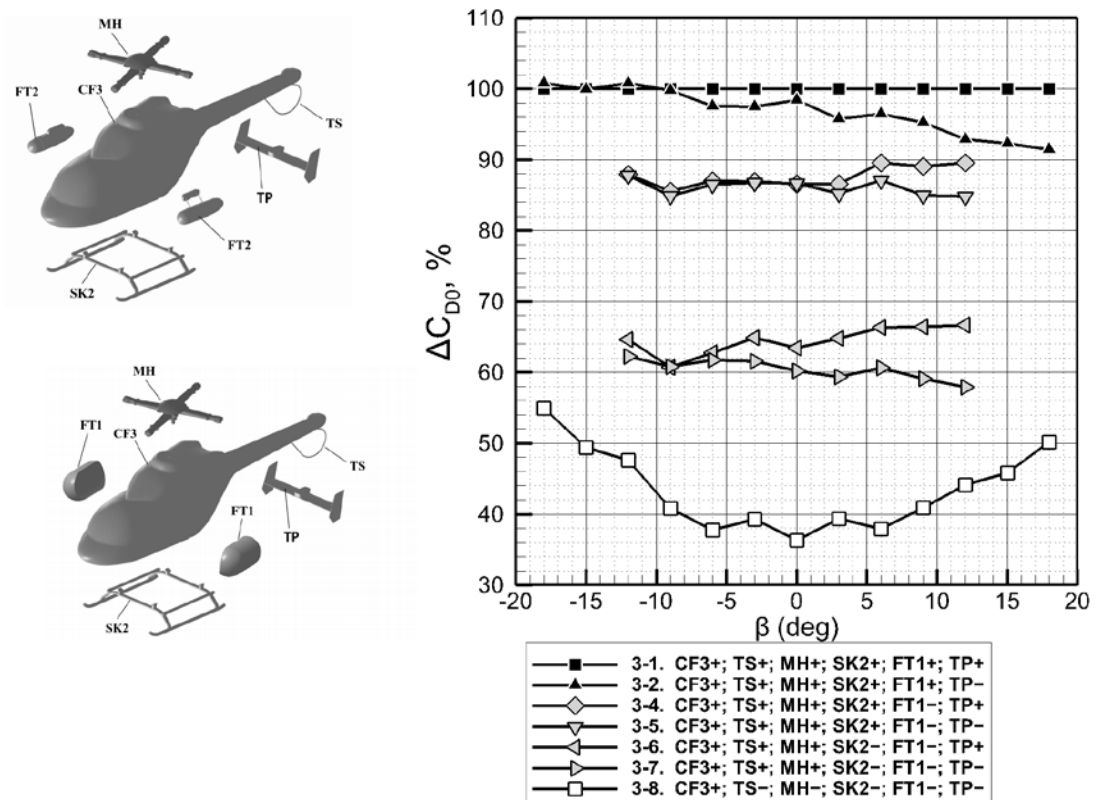 MH
FT2
CF3
TS
TP
FT2
SK2
MH
FT1
CF3
TS
FT1
TP
SK2
110
100
90
80
70
60
50
40
30
ΔC_D0, %
-20 -15 -10 -5 0 5 10 15 20
β (deg)
3-1. CF3+; TS+; MH+; SK2+; FT1+; TP+
3-2. CF3+; TS+; MH+; SK2+; FT1+; TP−
3-4. CF3+; TS+; MH+; SK2+; FT1−; TP+
3-5. CF3+; TS+; MH+; SK2+; FT1−; TP−
3-6. CF3+; TS+; MH+; SK2−; FT1−; TP+
3-7. CF3+; TS+; MH+; SK2−; FT1−; TP−
3-8. CF3+; TS−; MH−; SK2−; FT1−; TP−